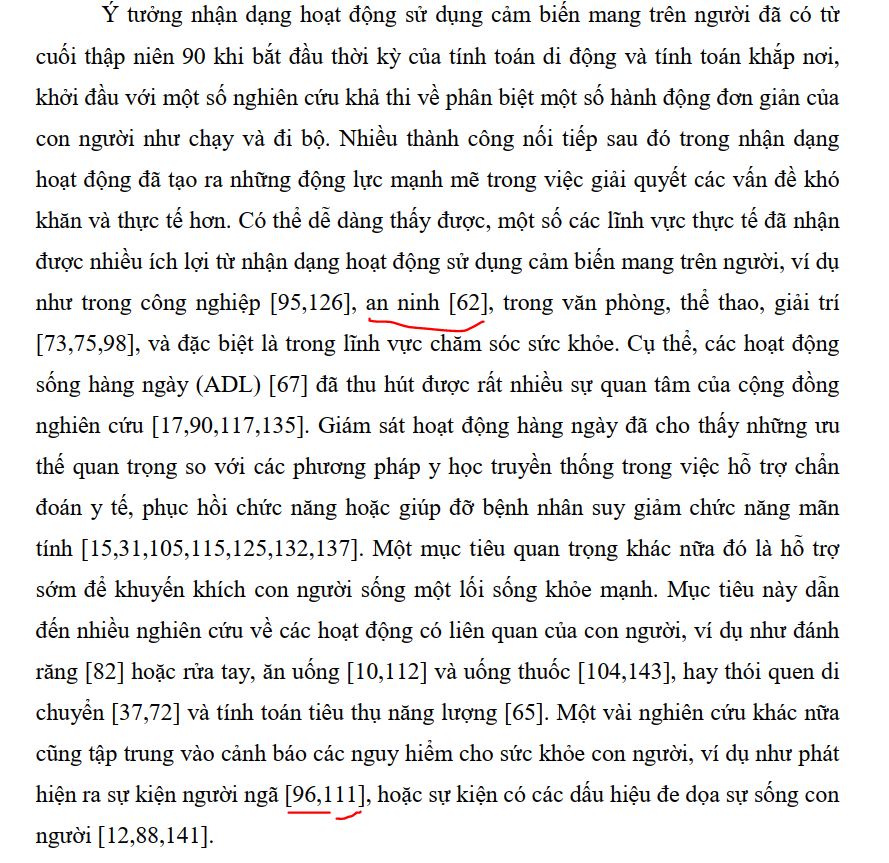 Ý tưởng nhận dạng hoạt động sử dụng cảm biến mang trên người đã có từ
cuối thập niên 90 khi bắt đầu thời kỳ của tính toán di động và tính toán khắp nơi,
khởi đầu với một số nghiên cứu khả thi về phân biệt một số hành động đơn giản của
con người như chạy và đi bộ. Nhiều thành công nối tiếp sau đó trong nhận dạng
hoạt động đã tạo ra những động lực mạnh mẽ trong việc giải quyết các vấn đề khó
khăn và thực tế hơn. Có thể dễ dàng thấy được, một số các lĩnh vực thực tế đã nhận
được nhiều ích lợi từ nhận dạng hoạt động sử dụng cảm biến mang trên người, ví dụ
như trong công nghiệp [95,126], an ninh [62], trong văn phòng, thể thao, giải trí
[73,75,98], và đặc biệt là trong lĩnh vực chăm sóc sức khỏe. Cụ thể, các hoạt động
sống hàng ngày (ADL) [67] đã thu hút được rất nhiều sự quan tâm của cộng đồng
nghiên cứu [17,90,117,135]. Giám sát hoạt động hàng ngày đã cho thấy những ưu
thế quan trọng so với các phương pháp y học truyền thống trong việc hỗ trợ chẩn
đoán y tế, phục hồi chức năng hoặc giúp đỡ bệnh nhân suy giảm chức năng mãn
tính [15,31,105,115,125,132,137]. Một mục tiêu quan trọng khác nữa đó là hỗ trợ
sớm để khuyến khích con người sống một lối sống khỏe mạnh. Mục tiêu này dẫn
đến nhiều nghiên cứu về các hoạt động có liên quan của con người, ví dụ như đánh
răng [82] hoặc rửa tay, ăn uống [10,112] và uống thuốc [104,143], hay thói quen di
chuyển [37,72] và tính toán tiêu thụ năng lượng [65]. Một vài nghiên cứu khác nữa
cũng tập trung vào cảnh báo các nguy hiểm cho sức khỏe con người, ví dụ như phát
hiện ra sự kiện người ngã [96,111], hoặc sự kiện có các dấu hiệu đe dọa sự sống con
người [12,88,141].